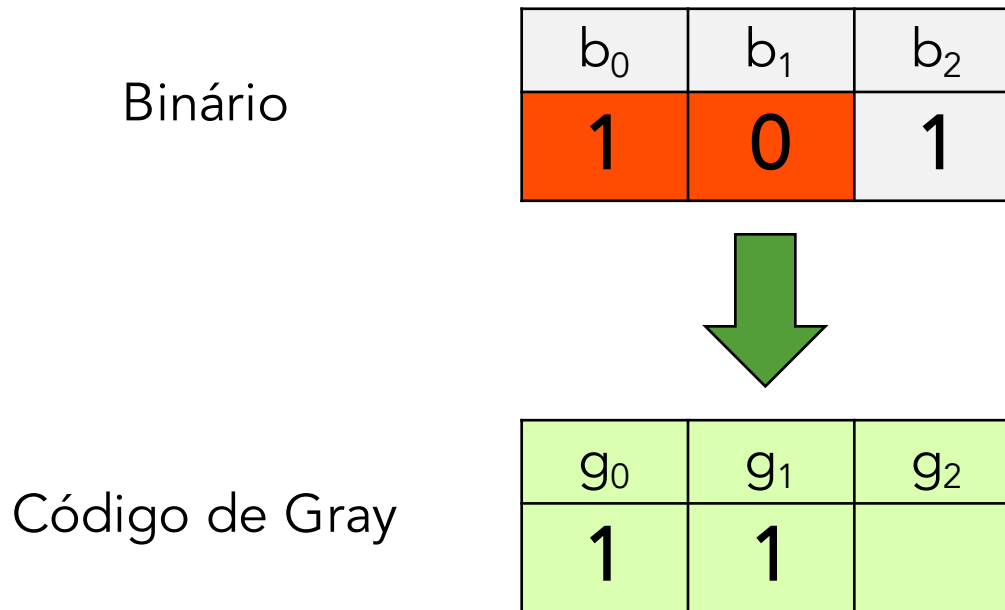 Binário
b₀ b₁ b₂
1 0 1
Código de Gray
g₀ g₁ g₂
1 1